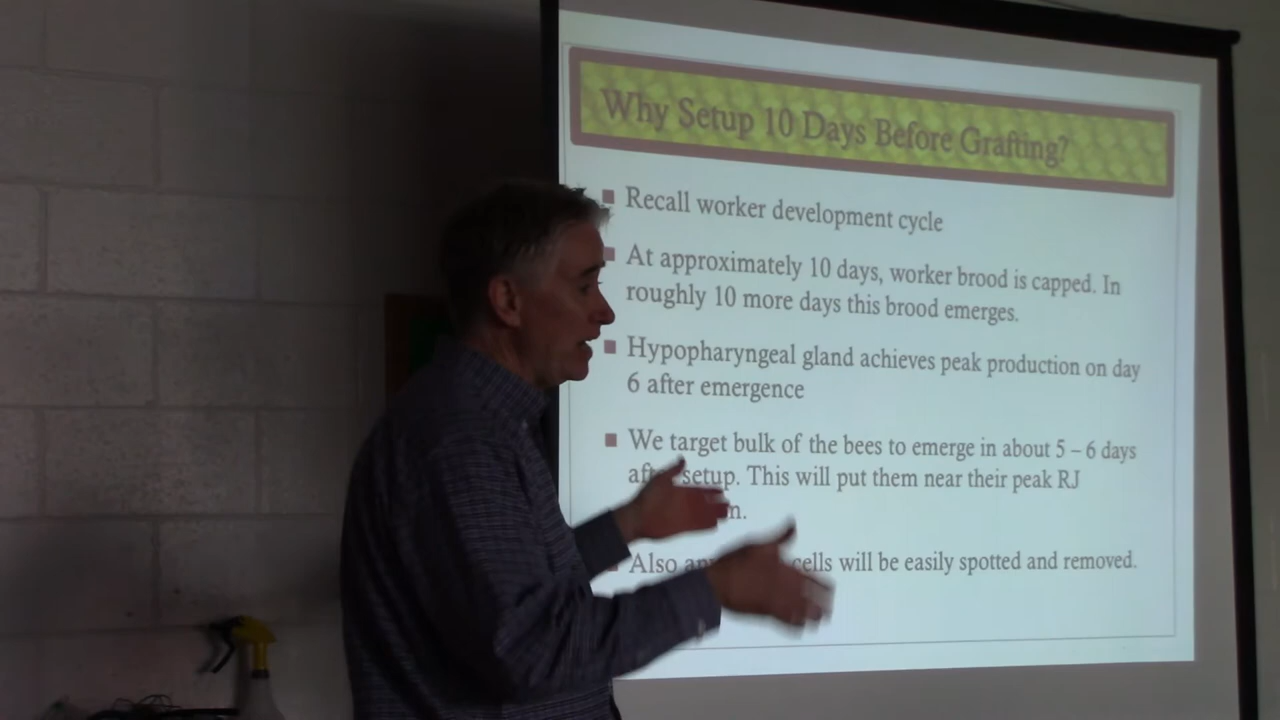 Why Setup 10 Days Before Grafting?
Recall worker development cycle
At approximately 10 days, worker brood is capped. In
roughly 10 more days this brood emerges.
Hypopharyngeal gland achieves peak production on day
6 after emergence
We target bulk of the bees to emerge in about 5 – 6 days
after setup. This will put them near their peak RJ
Also cells will be easily spotted and removed.